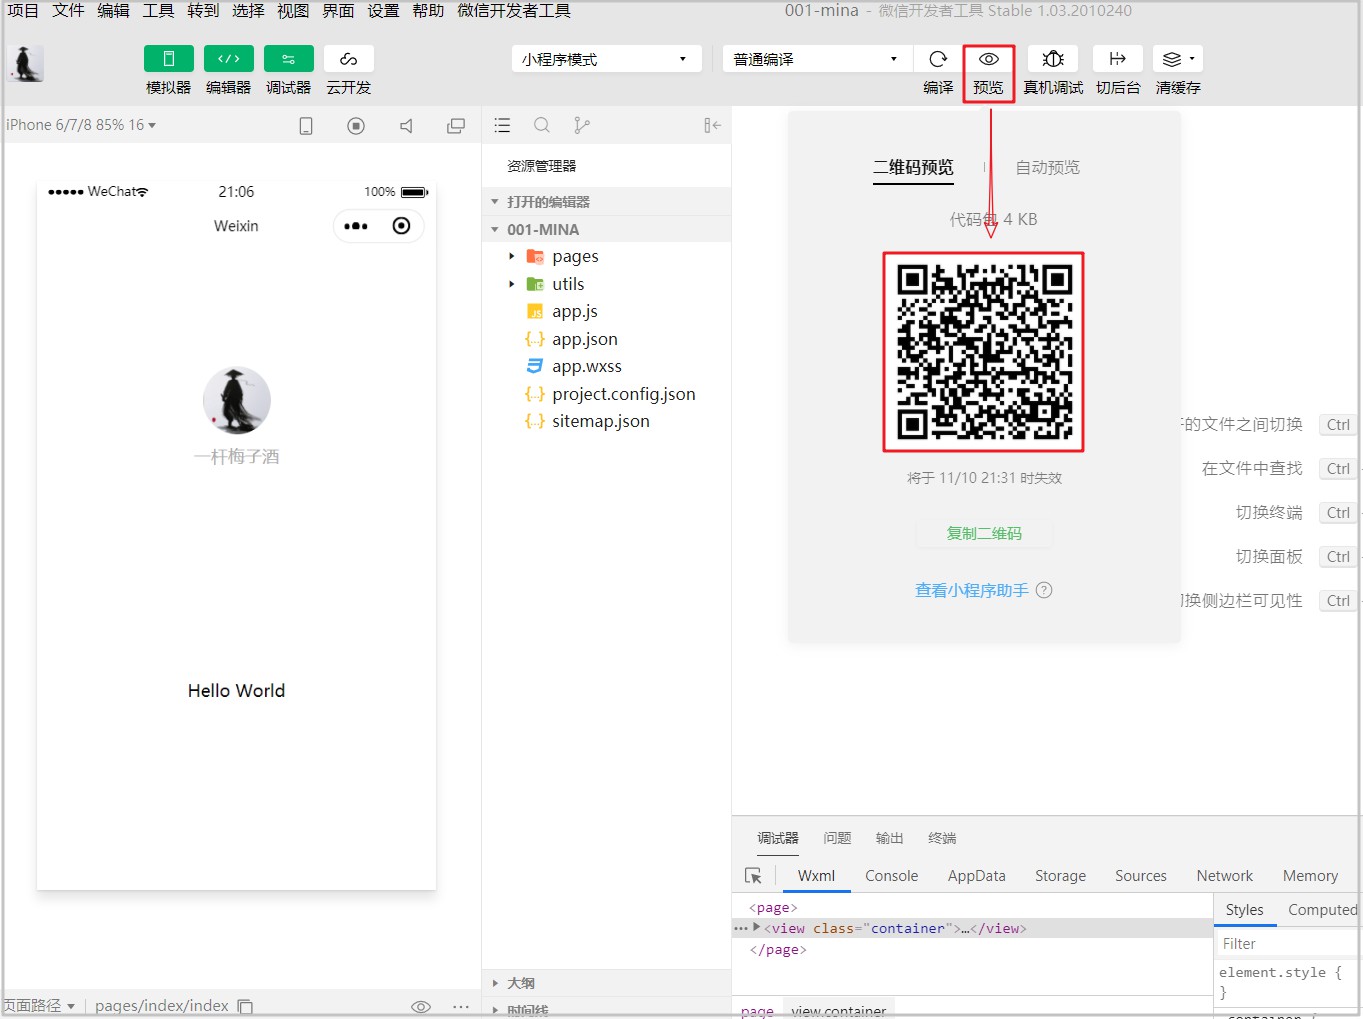 项目 文件 编辑 工具 转到 选择 视图 界面 设置 帮助 微信开发者工具 001-mina - 微信开发者工具 Stable 1.03.2010240
小程序模式 普通编译
模拟器 编辑器 调试器 云开发 编译 预览 真机调试 切后台 清缓存
iPhone 6/7/8 85% 16
WeChat 21:06 100%
Weixin
一杆梅子酒
Hello World
页面路径 pages/index/index
资源管理器
打开的编辑器
001-MINA
pages
utils
app.js
app.json
app.wxss
project.config.json
sitemap.json
大纲
时间线
二维码预览 自动预览
代码包 4 KB
将于 11/10 21:31 时失效
复制二维码
查看小程序助手 ?
的文件之间切换 Ctrl
在文件中查找 Ctrl
切换终端 Ctrl
切换面板 Ctrl
换侧边栏可见性 Ctrl
调试器 问题 输出 终端
Wxml Console AppData Storage Sources Network Memory
<page>
<view class="container">…</view>
</page>
page view.container
Styles Computed
Filter
element.style {
}
.container {